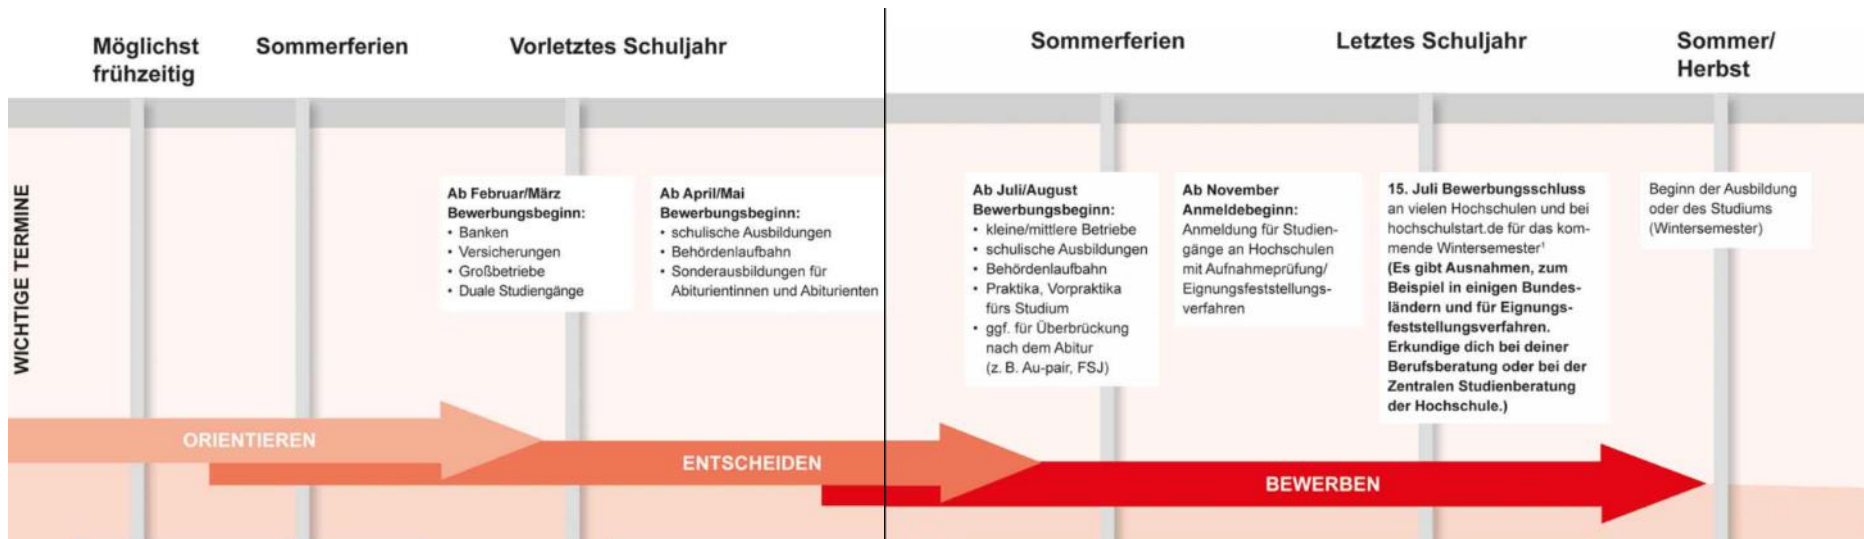 Möglichst
frühzeitig
Sommerferien
Vorletztes Schuljahr
Sommerferien
Letztes Schuljahr
Sommer/
Herbst
WICHTIGE TERMINE
Ab Februar/März
Bewerbungsbeginn:
• Banken
• Versicherungen
• Großbetriebe
• Duale Studiengänge
Ab April/Mai
Bewerbungsbeginn:
• schulische Ausbildungen
• Behördenlaufbahn
• Sonderausbildungen für
Abiturientinnen und Abiturienten
Ab Juli/August
Bewerbungsbeginn:
• kleine/mittlere Betriebe
• schulische Ausbildungen
• Behördenlaufbahn
• Praktika, Vorpraktika
fürs Studium
• ggf. für Überbrückung
nach dem Abitur
(z. B. Au-pair, FSJ)
Ab November
Anmeldebeginn:
Anmeldung für Studien-
gänge an Hochschulen
mit Aufnahmeprüfung/
Eignungsfeststellungs-
verfahren
15. Juli Bewerbungsschluss
an vielen Hochschulen und bei
hochschulstart.de für das kom-
mende Wintersemester¹
(Es gibt Ausnahmen, zum
Beispiel in einigen Bundes-
ländern und für Eignungs-
feststellungsverfahren.
Erkundige dich bei deiner
Berufsberatung oder bei der
Zentralen Studienberatung
der Hochschule.)
Beginn der Ausbildung
oder des Studiums
(Wintersemester)
ORIENTIEREN
ENTSCHEIDEN
BEWERBEN